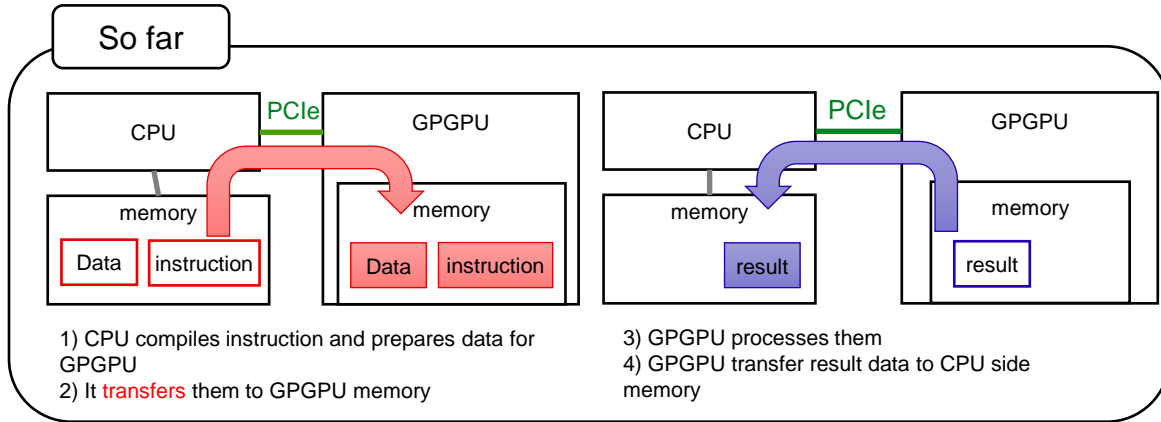 So far
PCIe
CPU
GPGPU
memory
memory
Data
instruction
Data
instruction
1) CPU compiles instruction and prepares data for
GPGPU
2) It transfers them to GPGPU memory
PCIe
CPU
GPGPU
memory
memory
result
result
3) GPGPU processes them
4) GPGPU transfer result data to CPU side
memory